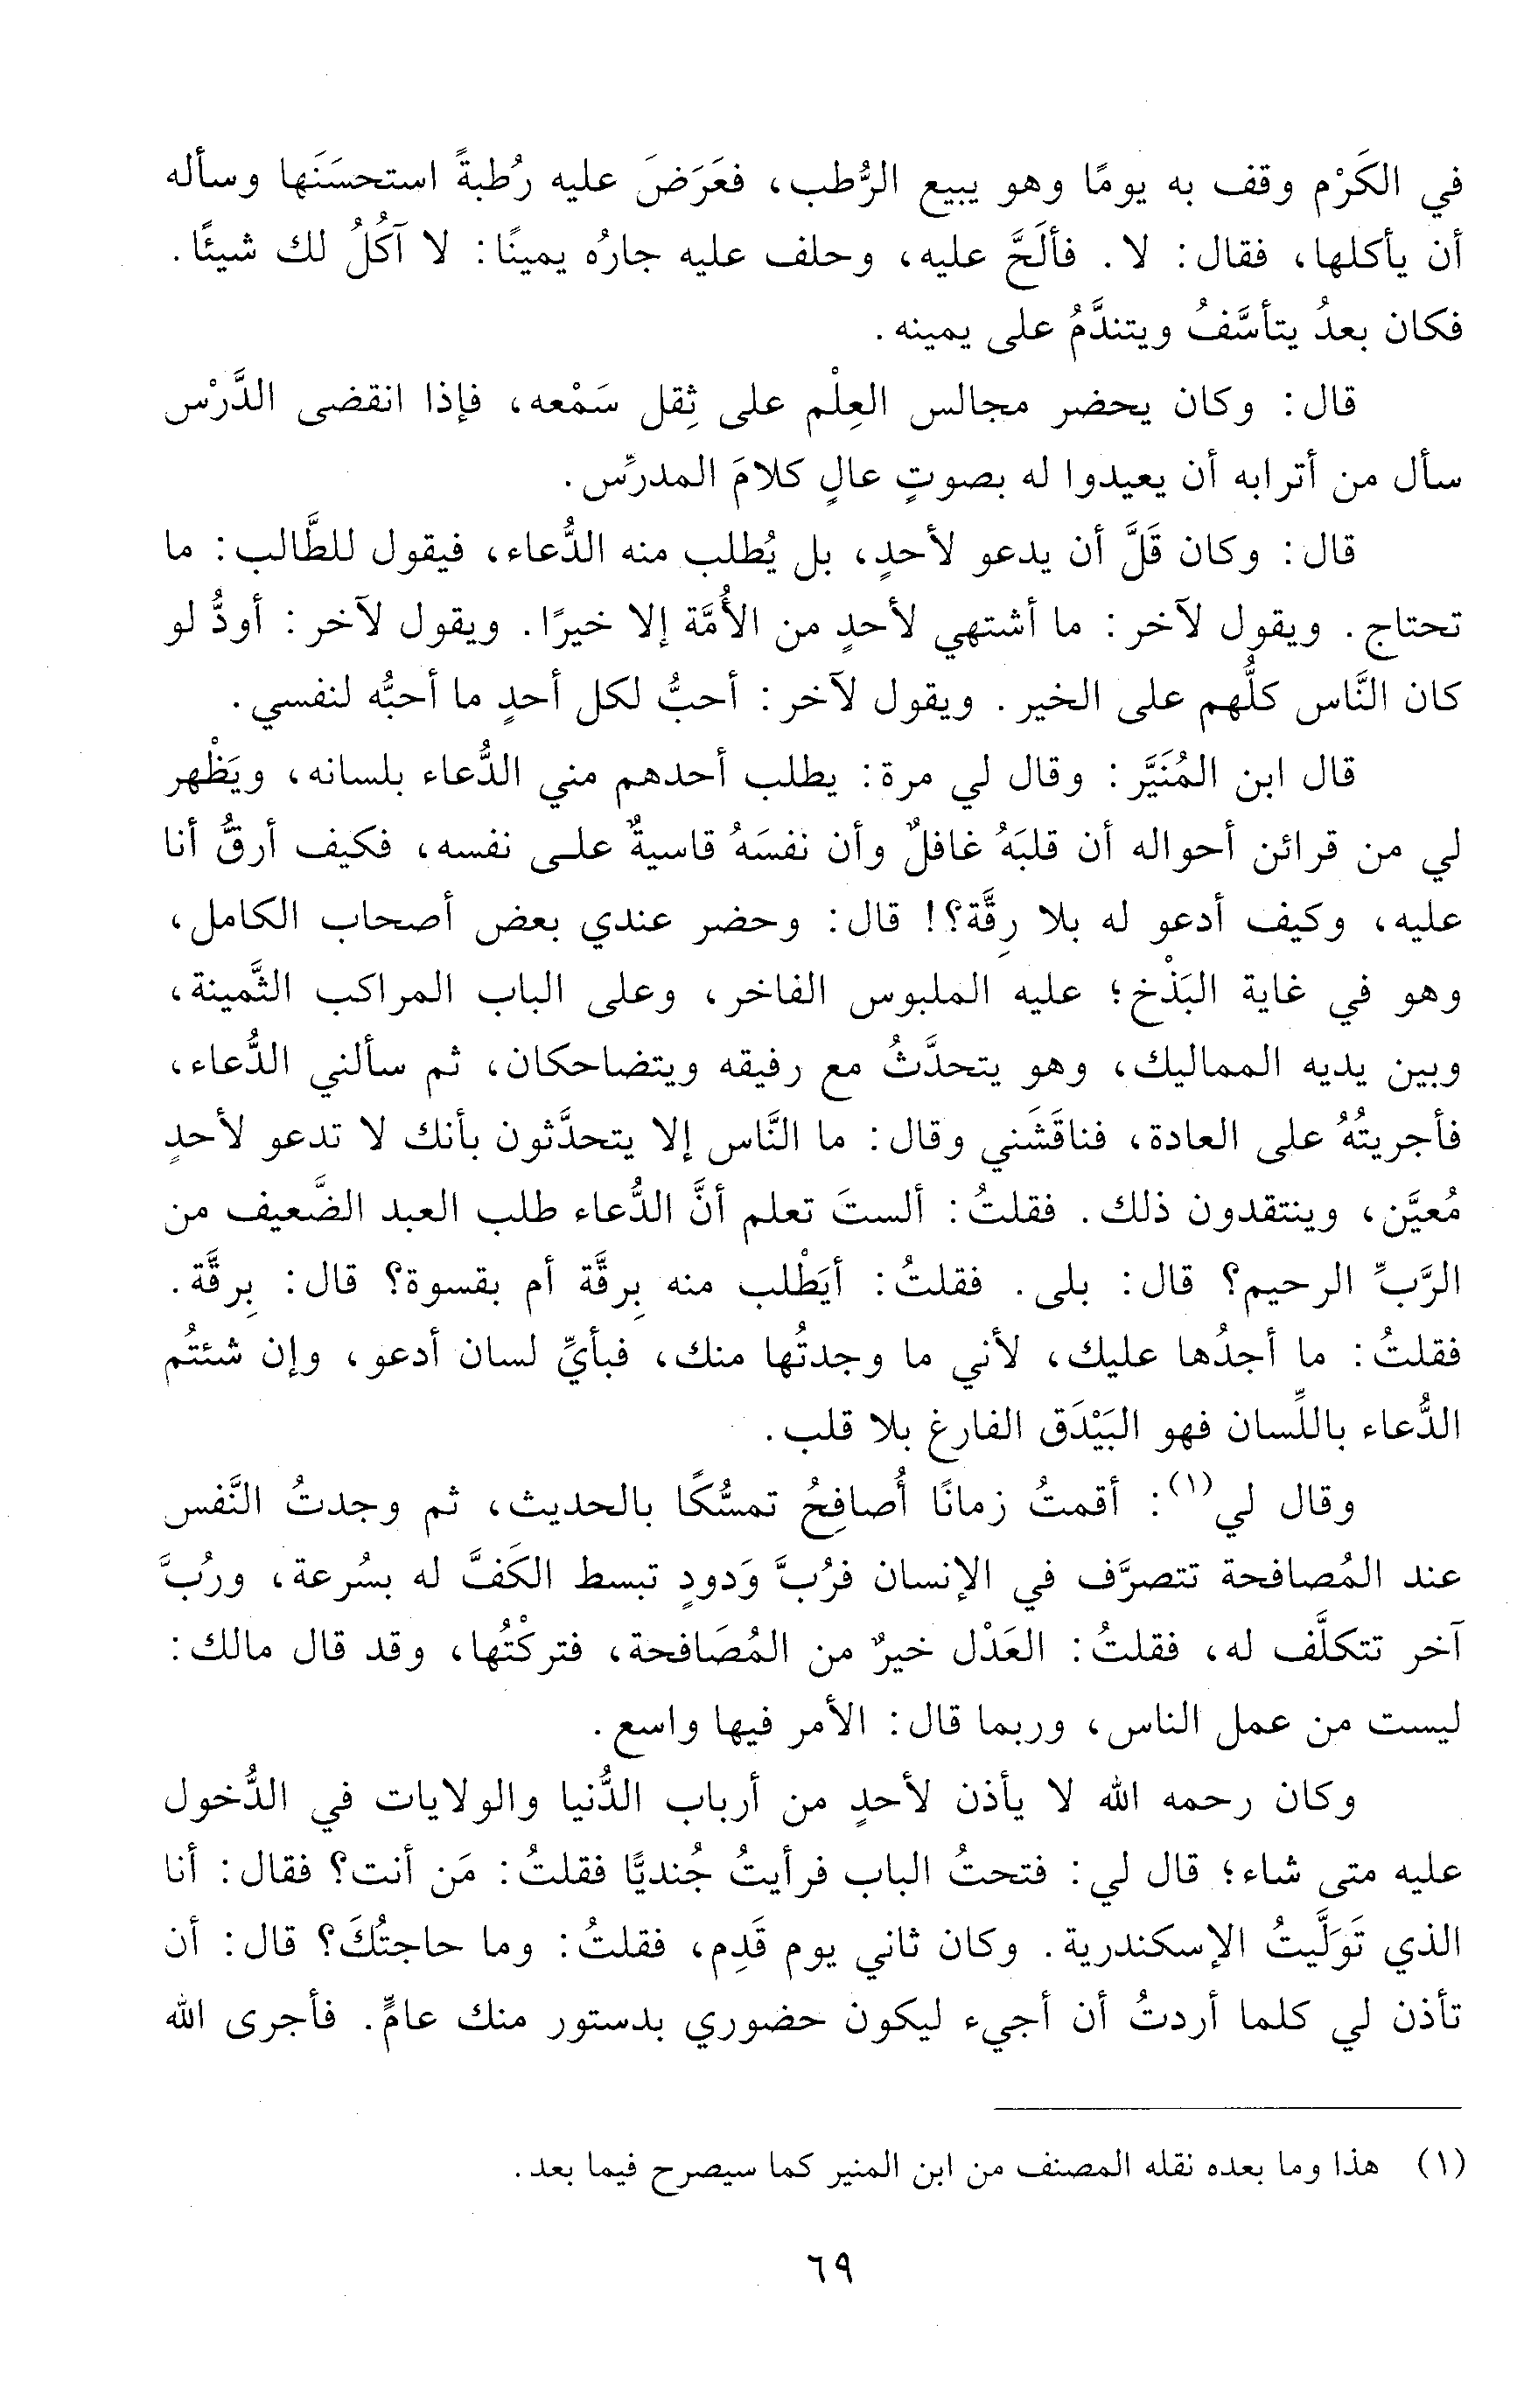 في الكَرْم وقف به يومًا وهو يبيع الرُّطب، فعَرَضَ عليه رُطبةً استحسَنَها وسأله
أن يأكلها، فقال: لا. فألَحَّ عليه، وحلف عليه جارُه يمينًا: لا آكُلُ لك شيئًا.
فكان بعدُ يتأسَّفُ ويتندَّمُ على يمينه.
قال: وكان يحضر مجالس العِلْم على ثِقل سَمْعه، فإذا انقضى الدَّرْس
سأل من أترابه أن يعيدوا له بصوتٍ عالٍ كلامَ المدرِّس.
قال: وكان قَلَّ أن يدعو لأحدٍ، بل يُطلب منه الدُّعاء، فيقول للطَّالب: ما
تحتاج. ويقول لآخر: ما أشتهي لأحدٍ من الأُمَّة إلا خيرًا. ويقول لآخر: أودُّ لو
كان النَّاس كلُّهم على الخير. ويقول لآخر: أحبُّ لكل أحدٍ ما أحبُّه لنفسي.
قال ابن المُنَيَّر: وقال لي مرة: يطلب أحدهم مني الدُّعاء بلسانه، ويَظْهر
لي من قرائن أحواله أن قلبَهُ غافلٌ وأن نفسَهُ قاسيةٌ على نفسه، فكيف أرقُّ أنا
عليه، وكيف أدعو له بلا رِقَّة؟! قال: وحضر عندي بعض أصحاب الكامل،
وهو في غاية البَذْخ؛ عليه الملبوس الفاخر، وعلى الباب المراكب الثَّمينة،
وبين يديه المماليك، وهو يتحدَّثُ مع رفيقه ويتضاحكان، ثم سألني الدُّعاء،
فأجريتُهُ على العادة، فناقَشَني وقال: ما النَّاس إلا يتحدَّثون بأنك لا تدعو لأحدٍ
مُعيَّن، وينتقدون ذلك. فقلتُ: ألستَ تعلم أنَّ الدُّعاء طلب العبد الضَّعيف من
الرَّبِّ الرحيم؟ قال: بلى. فقلتُ: أيَطْلب منه بِرقَّة أم بقسوة؟ قال: بِرقَّة.
فقلتُ: ما أجدُها عليك، لأني ما وجدتُها منك، فبأيِّ لسان أدعو، وإن شئتُم
الدُّعاء باللِّسان فهو البَيْدَق الفارغ بلا قلب.
وقال لي(١): أقمتُ زمانًا أُصافِحُ تمسُّكًا بالحديث، ثم وجدتُ النَّفس
عند المُصافحة تتصرَّف في الإنسان فرُبَّ وَدودٍ تبسط الكَفَّ له بسُرعة، ورُبَّ
آخر تتكلَّف له، فقلتُ: العَدْل خيرٌ من المُصَافحة، فتركْتُها، وقد قال مالك:
ليست من عمل الناس، وربما قال: الأمر فيها واسع.
وكان رحمه الله لا يأذن لأحدٍ من أرباب الدُّنيا والولايات في الدُّخول
عليه متى شاء؛ قال لي: فتحتُ الباب فرأيتُ جُنديًّا فقلتُ: مَن أنت؟ فقال: أنا
الذي تَوَلَّيتُ الإسكندرية. وكان ثاني يوم قَدِم، فقلتُ: وما حاجتُكَ؟ قال: أن
تأذن لي كلما أردتُ أن أجيء ليكون حضوري بدستور منك عامٍّ. فأجرى الله
(١) هذا وما بعده نقله المصنف من ابن المنير كما سيصرح فيما بعد.
٦٩